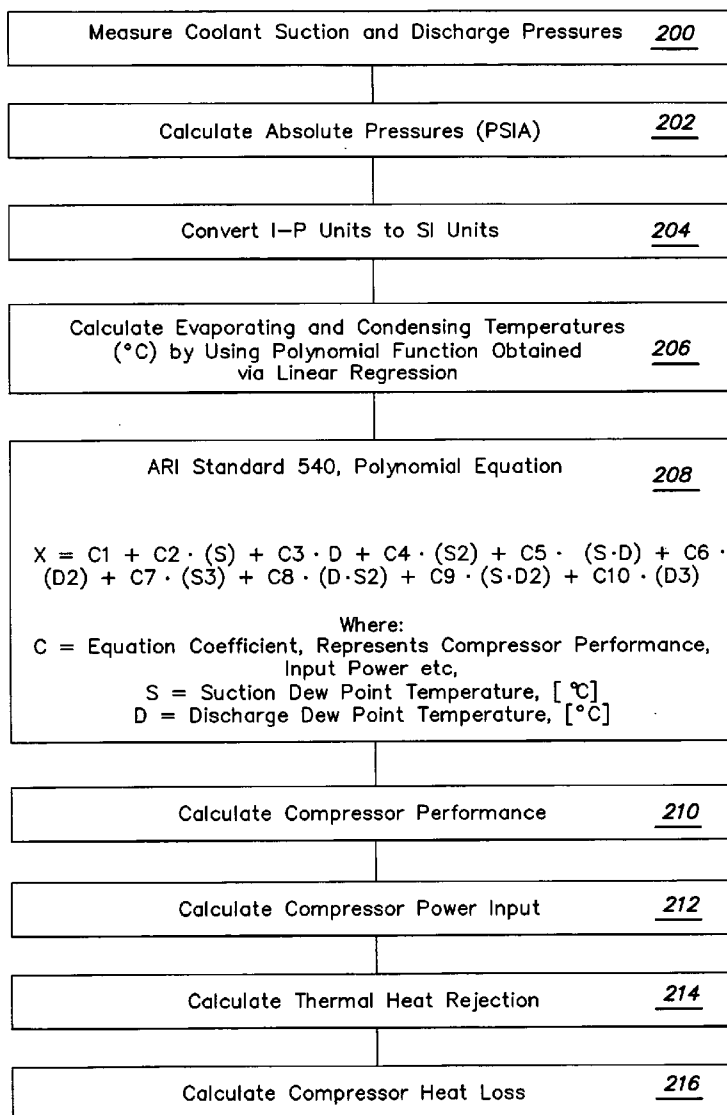 Measure Coolant Suction and Discharge Pressures 200
Calculate Absolute Pressures (PSIA) 202
Convert I-P Units to SI Units 204
Calculate Evaporating and Condensing Temperatures
(°C) by Using Polynomial Function Obtained 206
via Linear Regression
ARI Standard 540, Polynomial Equation 208
X = C1 + C2 · (S) + C3 · D + C4 · (S2) + C5 · (S·D) + C6 ·
(D2) + C7 · (S3) + C8 · (D·S2) + C9 · (S·D2) + C10 · (D3)
Where:
C = Equation Coefficient, Represents Compressor Performance,
Input Power etc,
S = Suction Dew Point Temperature, [℃]
D = Discharge Dew Point Temperature, [°C]
Calculate Compressor Performance 210
Calculate Compressor Power Input 212
Calculate Thermal Heat Rejection 214
Calculate Compressor Heat Loss 216